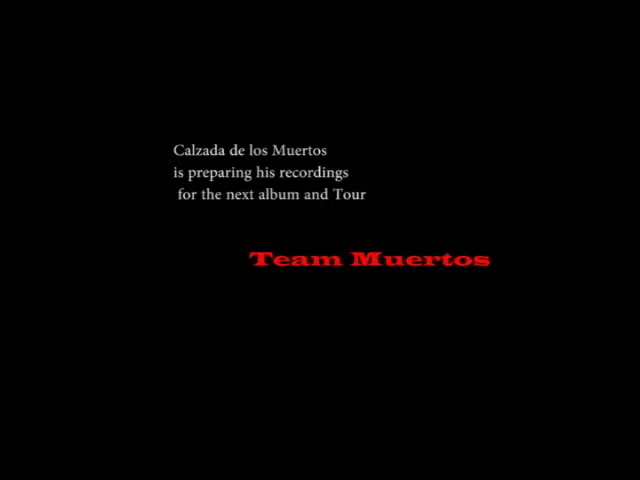 Calzada de los Muertos
is preparing his recordings
for the next album and Tour
Team Muertos